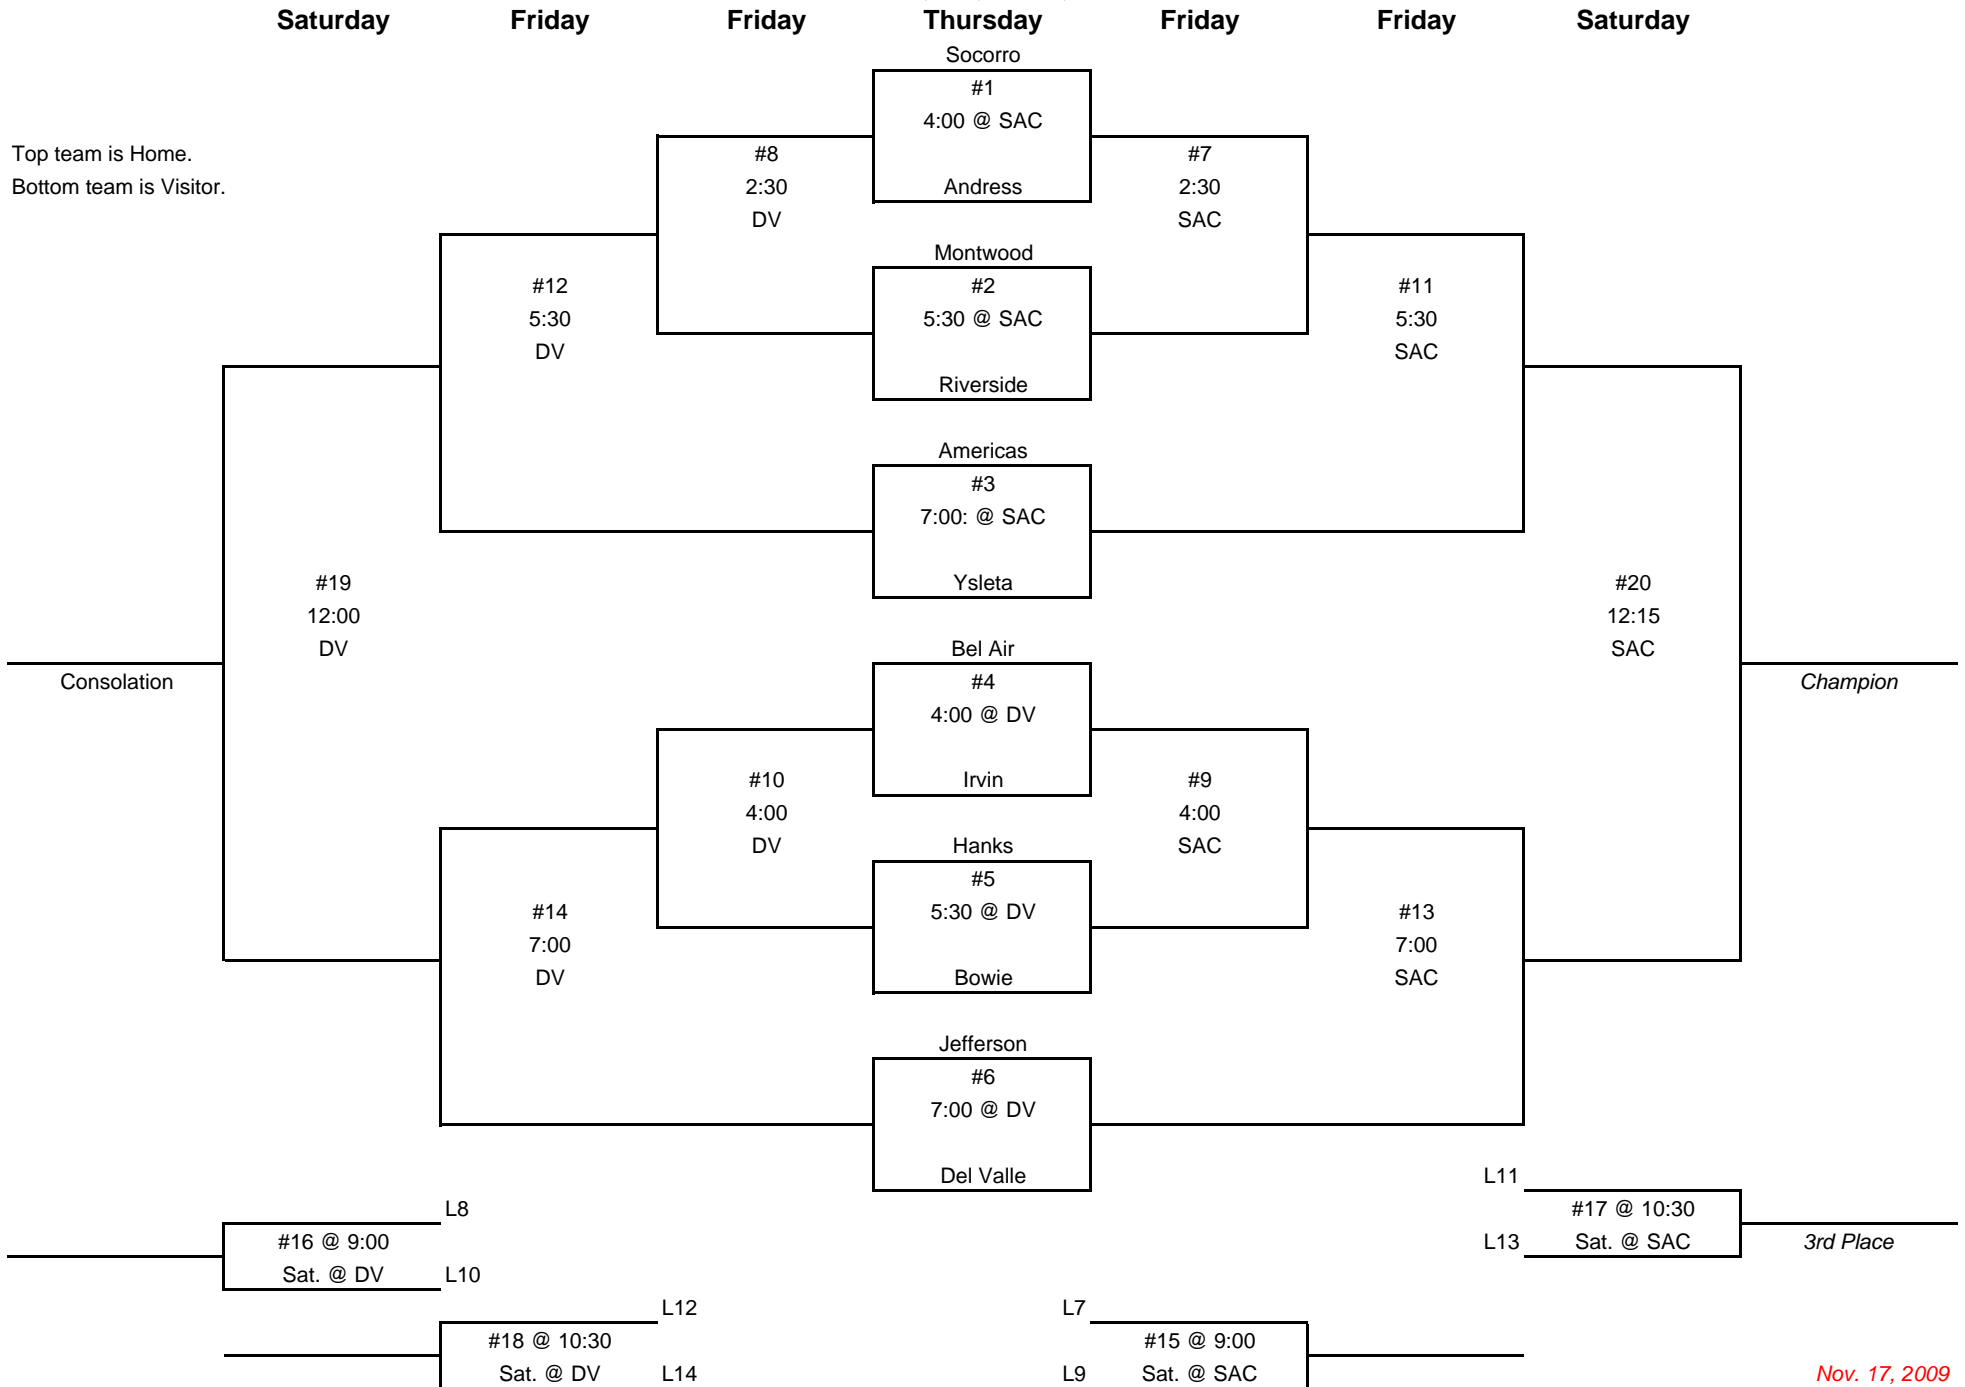 Saturday Friday Friday Thursday Friday Friday Saturday
Socorro
#1
4:00 @ SAC
Top team is Home. #8 #7
Bottom team is Visitor. 2:30 Andress 2:30
DV SAC
Montwood
#12 #2 #11
5:30 5:30 @ SAC 5:30
DV SAC
Riverside
Americas
#3
7:00: @ SAC
#19 Ysleta #20
12:00 12:15
DV Bel Air SAC
Consolation #4 Champion
4:00 @ DV
#10 Irvin #9
4:00 4:00
DV Hanks SAC
#5
#14 5:30 @ DV #13
7:00 7:00
DV Bowie SAC
Jefferson
#6
7:00 @ DV
Del Valle L11
L8 #17 @ 10:30
#16 @ 9:00 L13 Sat. @ SAC 3rd Place
Sat. @ DV L10
L12 L7
#18 @ 10:30 #15 @ 9:00
Sat. @ DV L14 L9 Sat. @ SAC Nov. 17, 2009